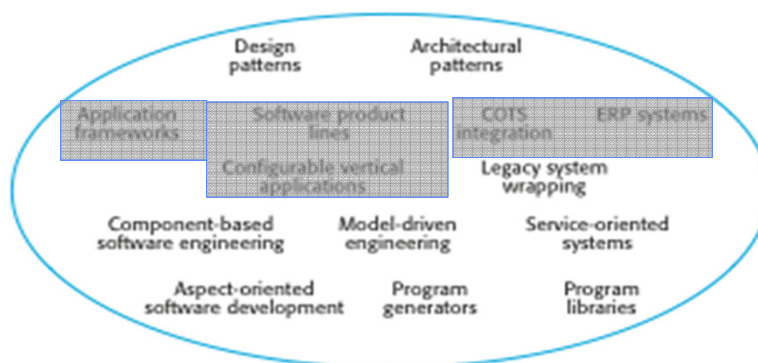 Design
patterns
Architectural
patterns
Application
frameworks
Software product
lines
COTS
integration
ERP systems
Configurable vertical
applications
Legacy system
wrapping
Component-based
software engineering
Model-driven
engineering
Service-oriented
systems
Aspect-oriented
software development
Program
generators
Program
libraries